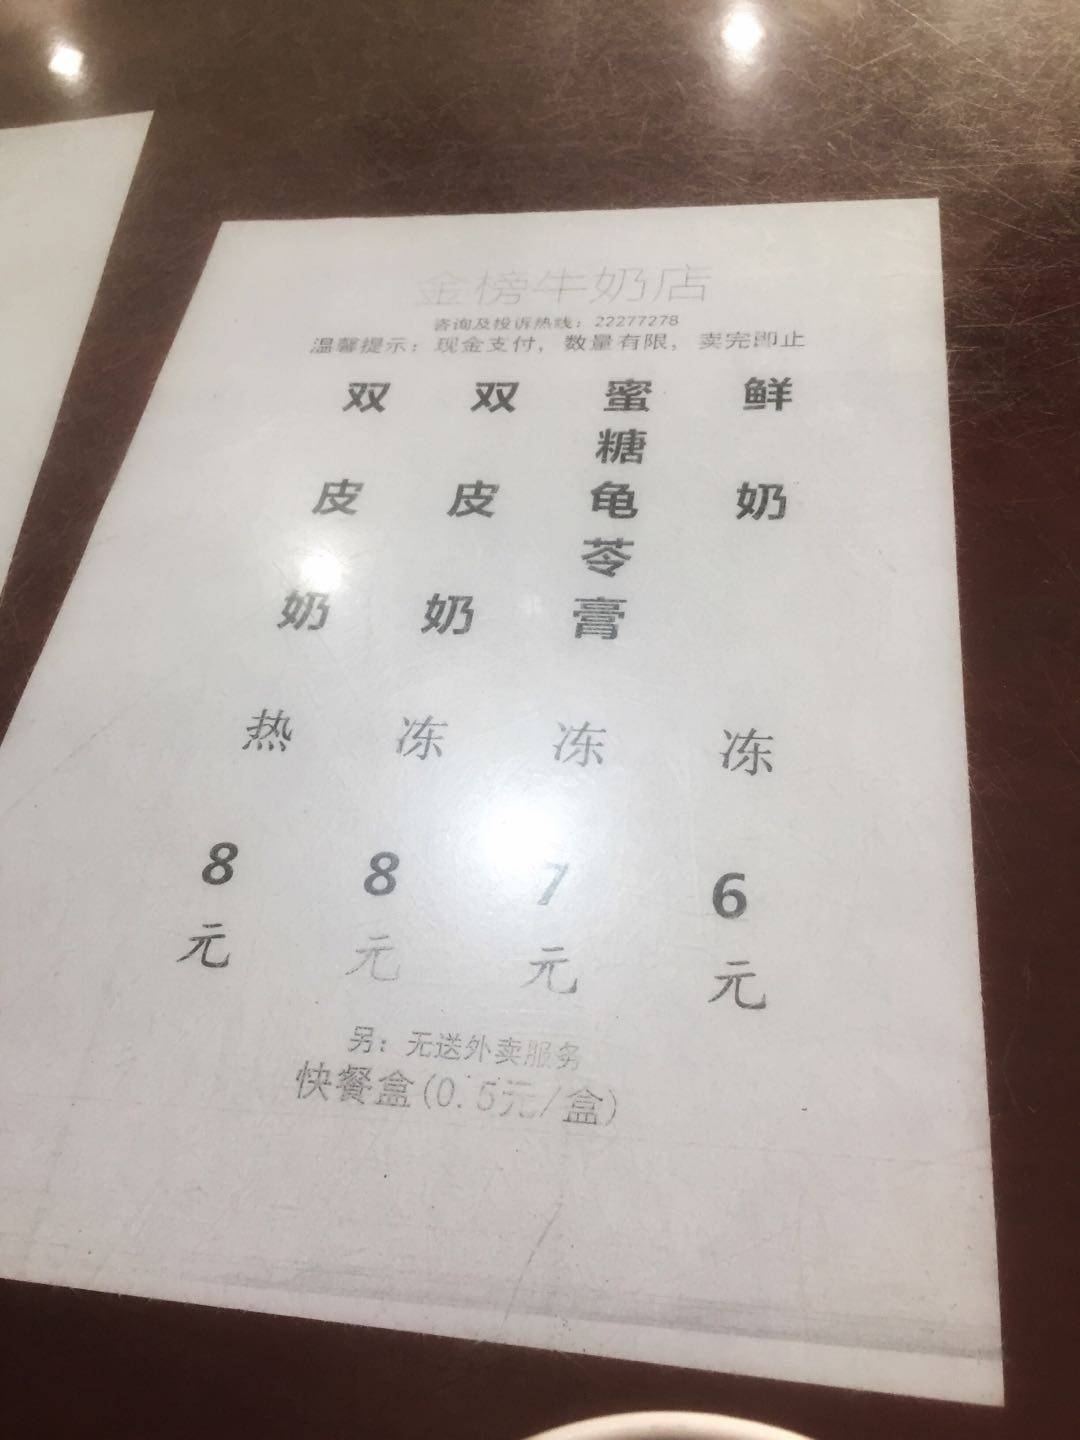 金榜牛奶店
咨询及投诉热线：22277278
温馨提示：现金支付，数量有限，卖完即止
双皮奶 热 8元
双皮奶 冻 8元
蜜糖龟苓膏 冻 7元
鲜奶 冻 6元
另：无送外卖服务
快餐盒(0.5元/盒)